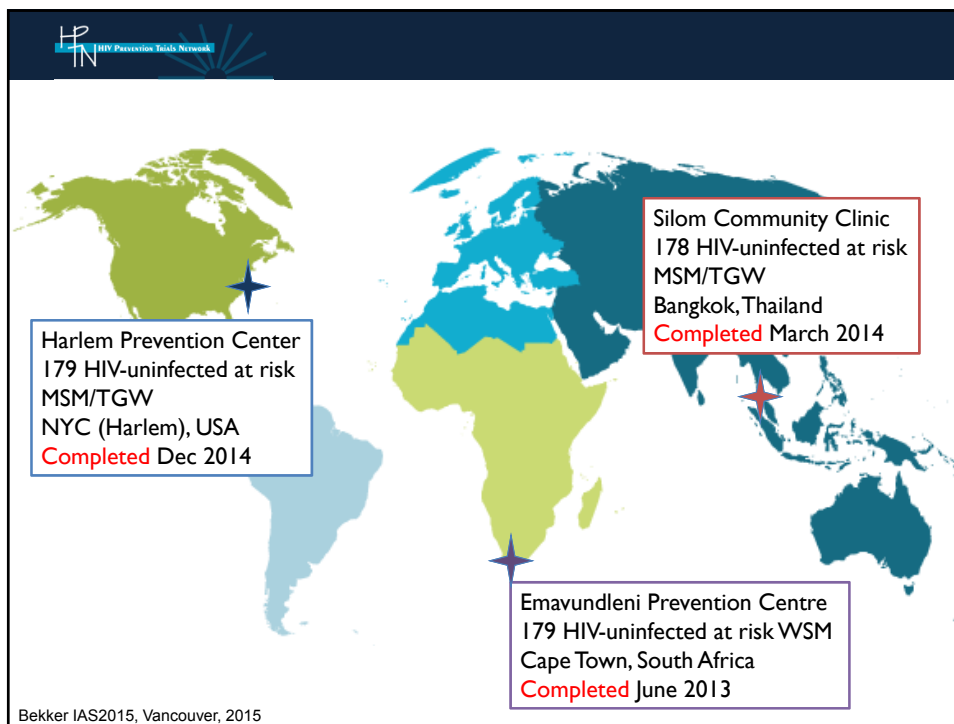 HPTN HIV PREVENTION TRIALS NETWORK
Silom Community Clinic
178 HIV-uninfected at risk
MSM/TGW
Bangkok, Thailand
Completed March 2014
Harlem Prevention Center
179 HIV-uninfected at risk
MSM/TGW
NYC (Harlem), USA
Completed Dec 2014
Emavundleni Prevention Centre
179 HIV-uninfected at risk WSM
Cape Town, South Africa
Completed June 2013
Bekker IAS2015, Vancouver, 2015